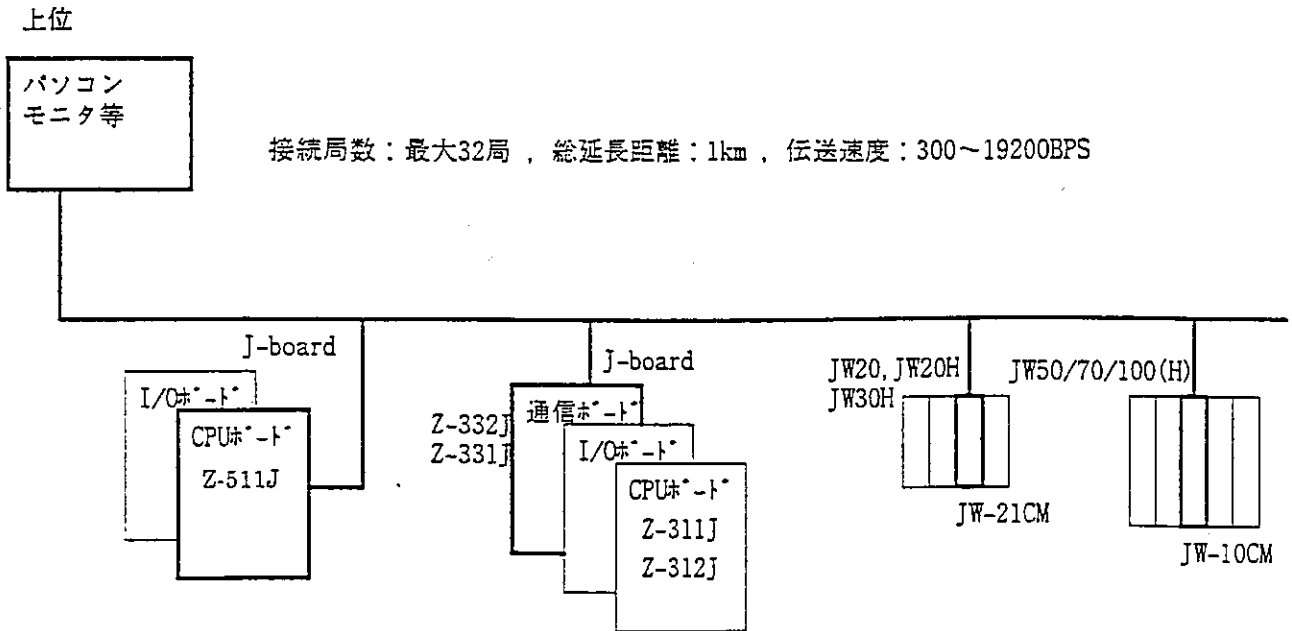 上位
パソコン
モニタ等
接続局数：最大32局 , 総延長距離：1km , 伝送速度：300～19200BPS
J-board
I/Oﾎﾞｰﾄﾞ
CPUﾎﾞｰﾄﾞ
Z-511J
J-board
Z-332J
Z-331J
通信ﾎﾞｰﾄﾞ
I/Oﾎﾞｰﾄﾞ
CPUﾎﾞｰﾄﾞ
Z-311J
Z-312J
JW20, JW20H
JW30H
JW-21CM
JW50/70/100(H)
JW-10CM